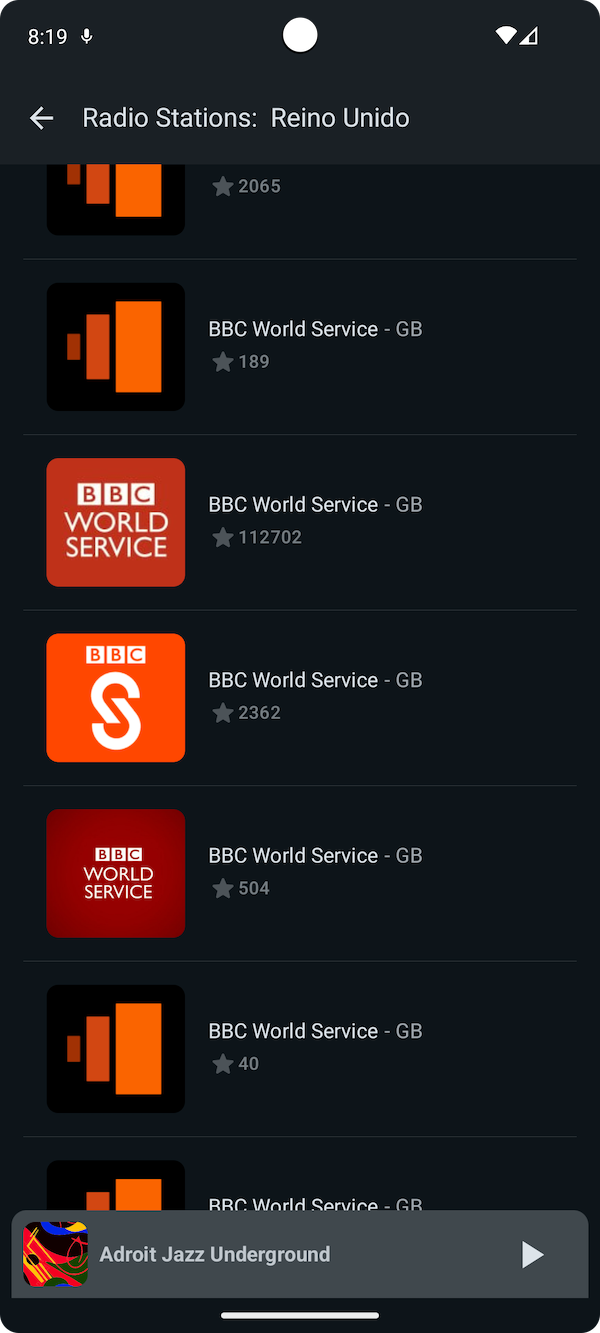 8:19
Radio Stations: Reino Unido
2065
BBC World Service - GB
189
BBC
WORLD
SERVICE
BBC World Service - GB
112702
BBC
S
BBC World Service - GB
2362
BBC
WORLD
SERVICE
BBC World Service - GB
504
BBC World Service - GB
40
BBC World Service - GB
Adroit Jazz Underground